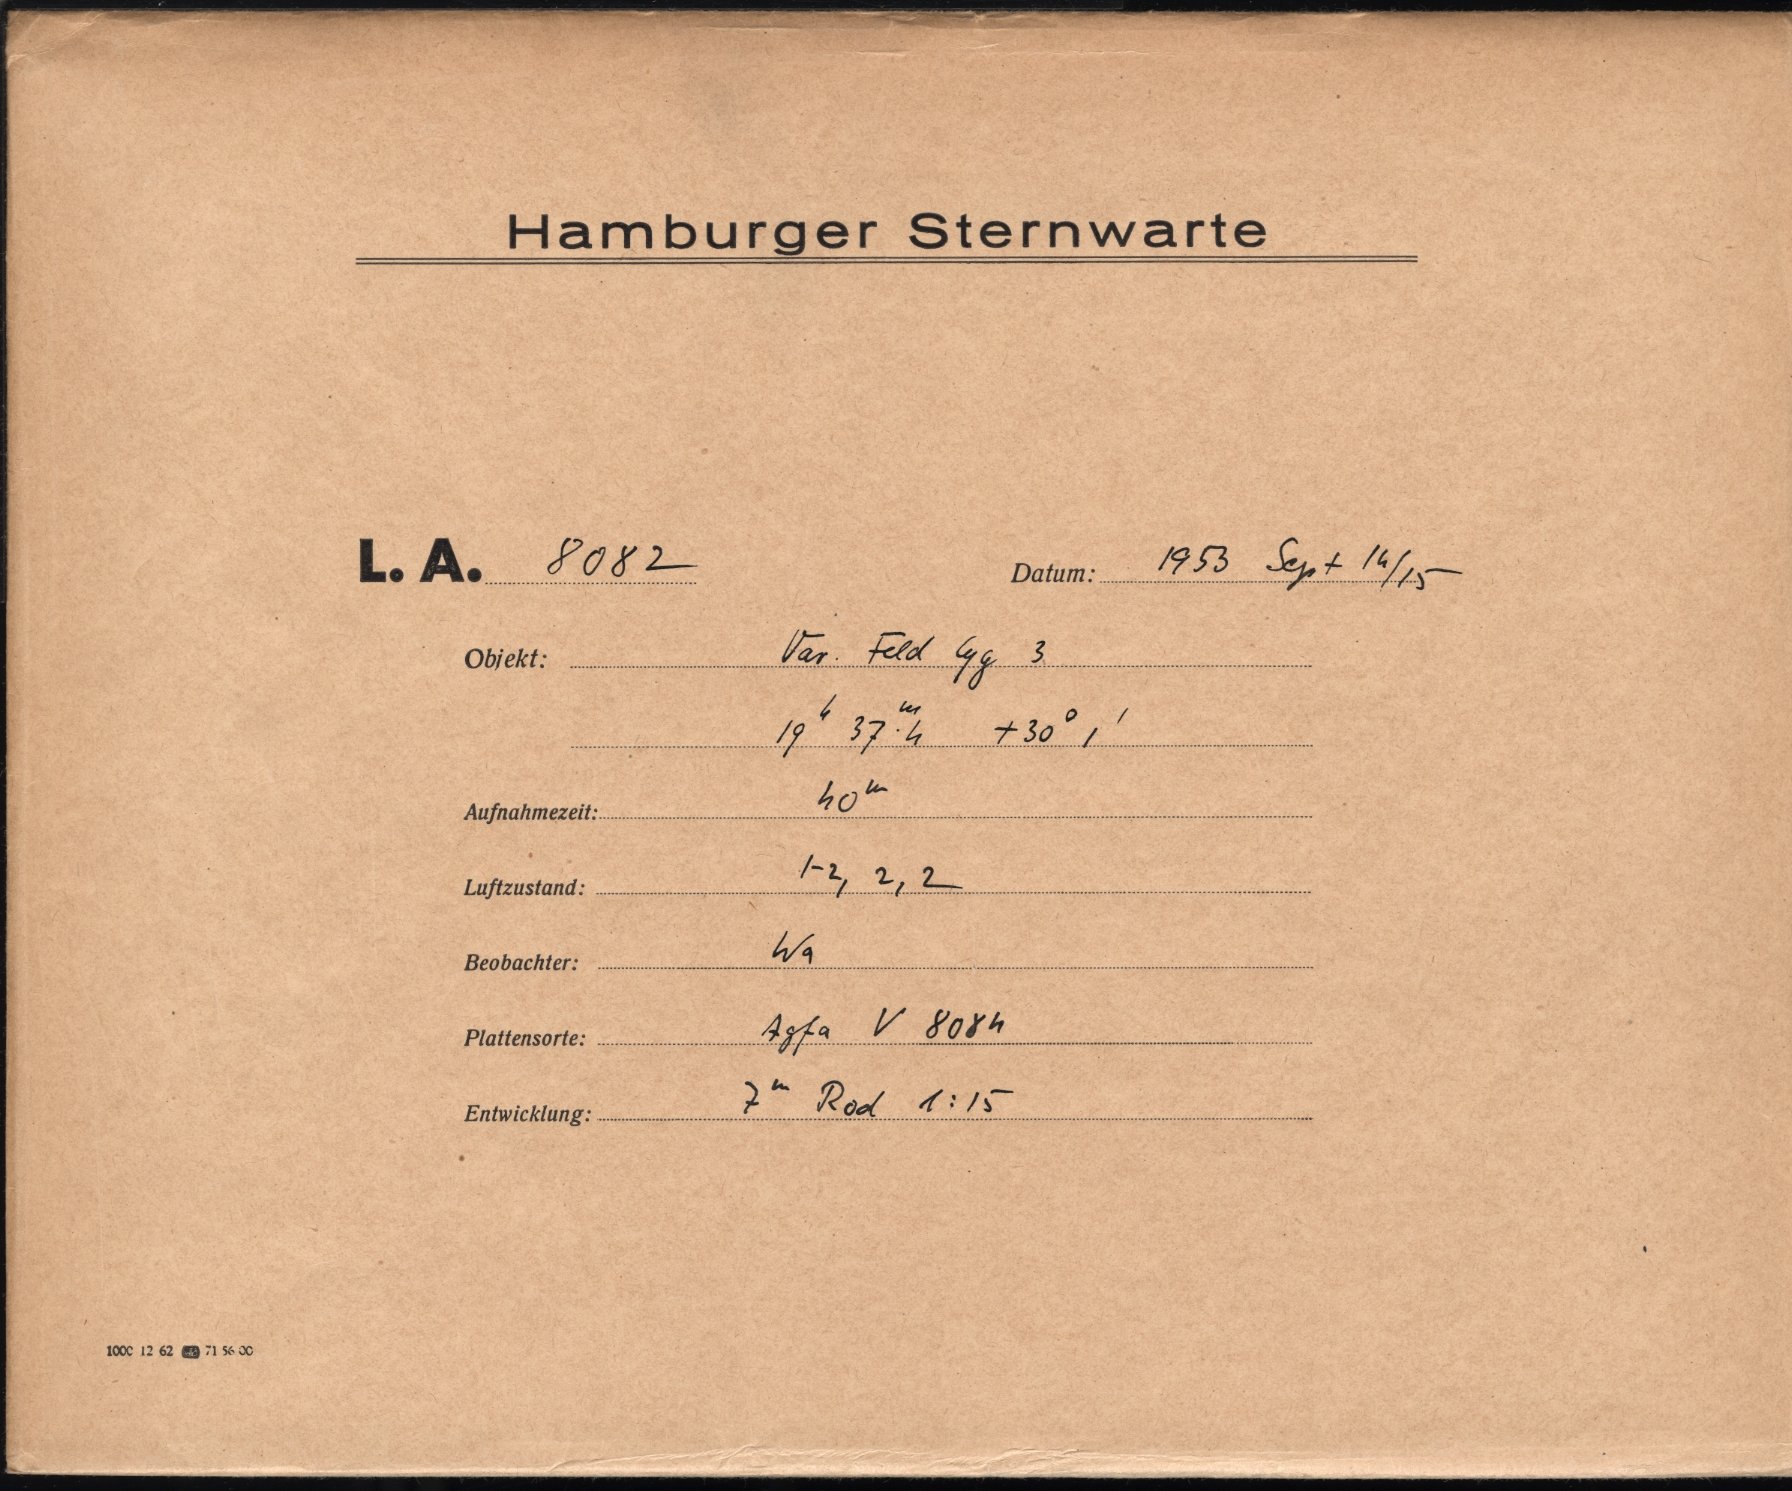 Hamburger Sternwarte
L. A. 8082 Datum: 1953 Sept 14/15
Objekt: Var. Feld Cyg 3
19ʰ 37ᵐ.4 +30° 1'
Aufnahmezeit: 40ᵐ
Luftzustand: 1-2, 2, 2
Beobachter: Wa
Plattensorte: Agfa V 8084
Entwicklung: 7ᵐ Rod 1:15
1000 12 62 71 56 00